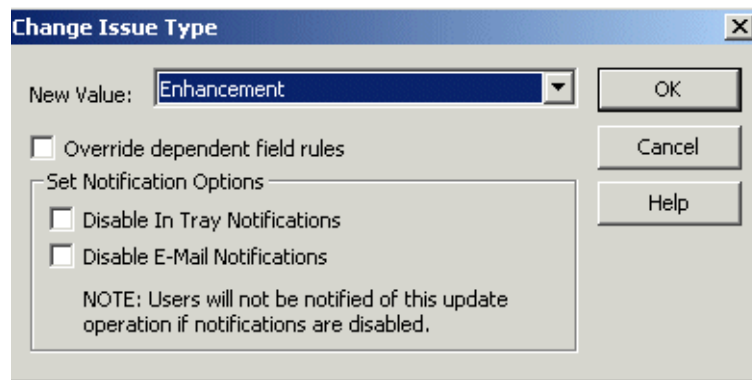 Change Issue Type
New Value: Enhancement
OK
Override dependent field rules
Cancel
Set Notification Options
Help
Disable In Tray Notifications
Disable E-Mail Notifications
NOTE: Users will not be notified of this update
operation if notifications are disabled.